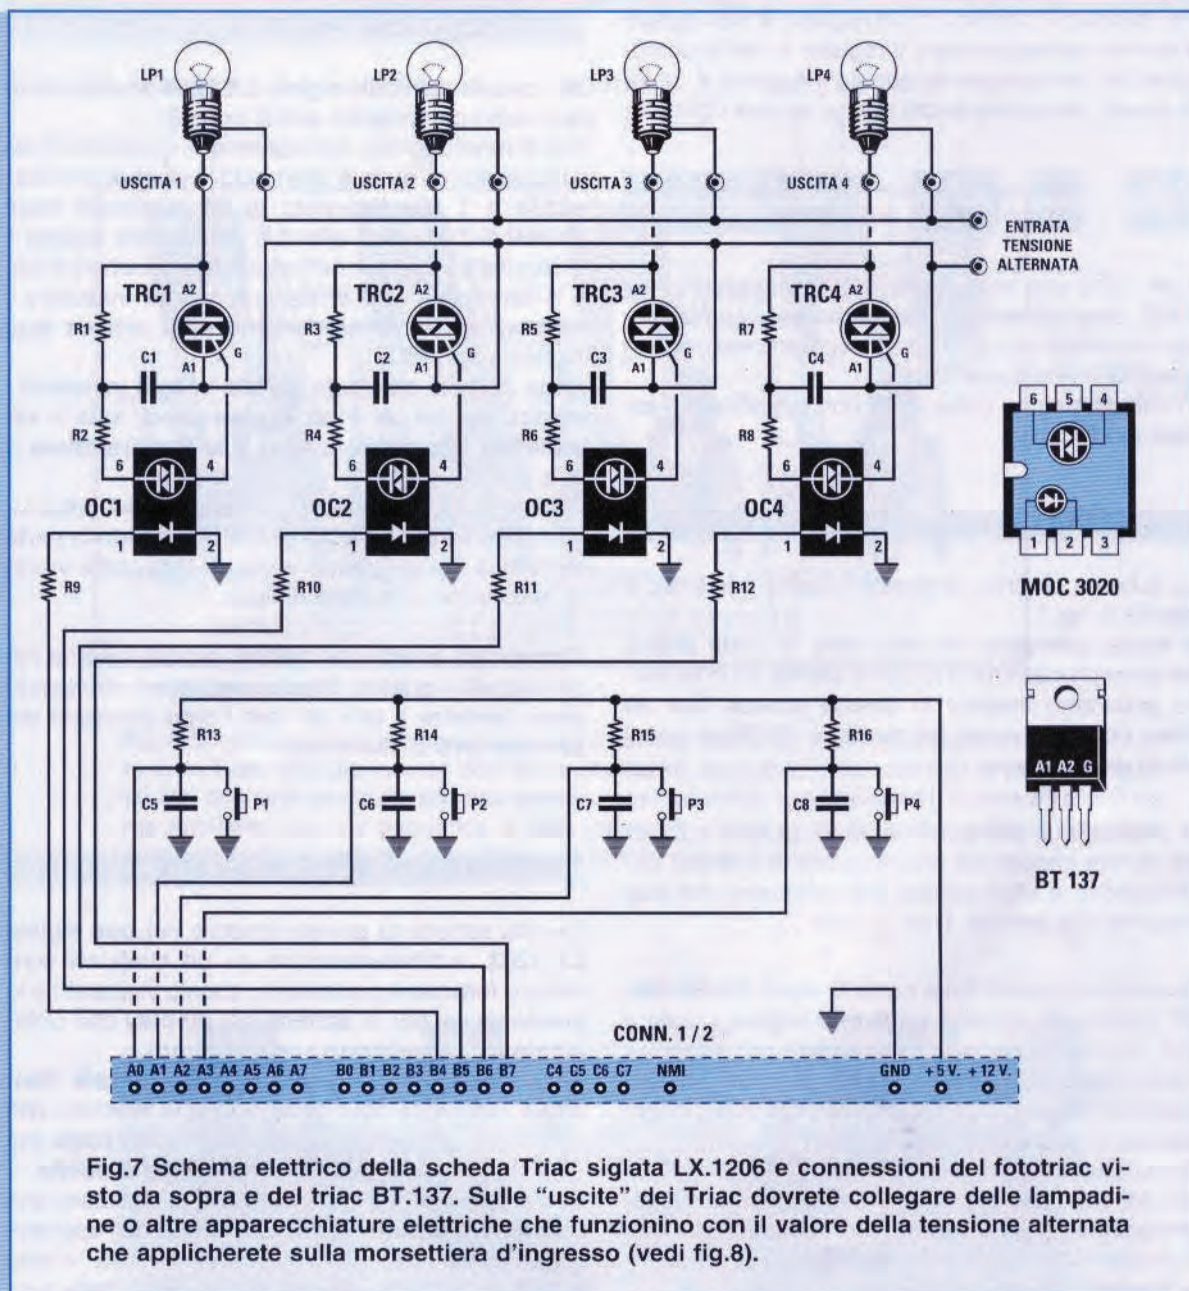 LP1 LP2 LP3 LP4
USCITA 1 USCITA 2 USCITA 3 USCITA 4
ENTRATA
TENSIONE
ALTERNATA
TRC1 A2 TRC2 A2 TRC3 A2 TRC4 A2
R1 R3 R5 R7
C1 A1 G C2 A1 G C3 A1 G C4 A1 G
R2 R4 R6 R8
6 4 6 4 6 4 6 4
OC1 OC2 OC3 OC4
1 2 1 2 1 2 1 2
6 5 4
1 2 3
MOC 3020
R9 R10 R11 R12
R13 R14 R15 R16
C5 P1 C6 P2 C7 P3 C8 P4
A1 A2 G
BT 137
CONN. 1 / 2
A0 A1 A2 A3 A4 A5 A6 A7 B0 B1 B2 B3 B4 B5 B6 B7 C4 C5 C6 C7 NMI GND + 5 V. + 12 V.
Fig.7 Schema elettrico della scheda Triac siglata LX.1206 e connessioni del fototriac vi-
sto da sopra e del triac BT.137. Sulle “uscite” dei Triac dovrete collegare delle lampadi-
ne o altre apparecchiature elettriche che funzionino con il valore della tensione alternata
che applicherete sulla morsettiera d'ingresso (vedi fig.8).